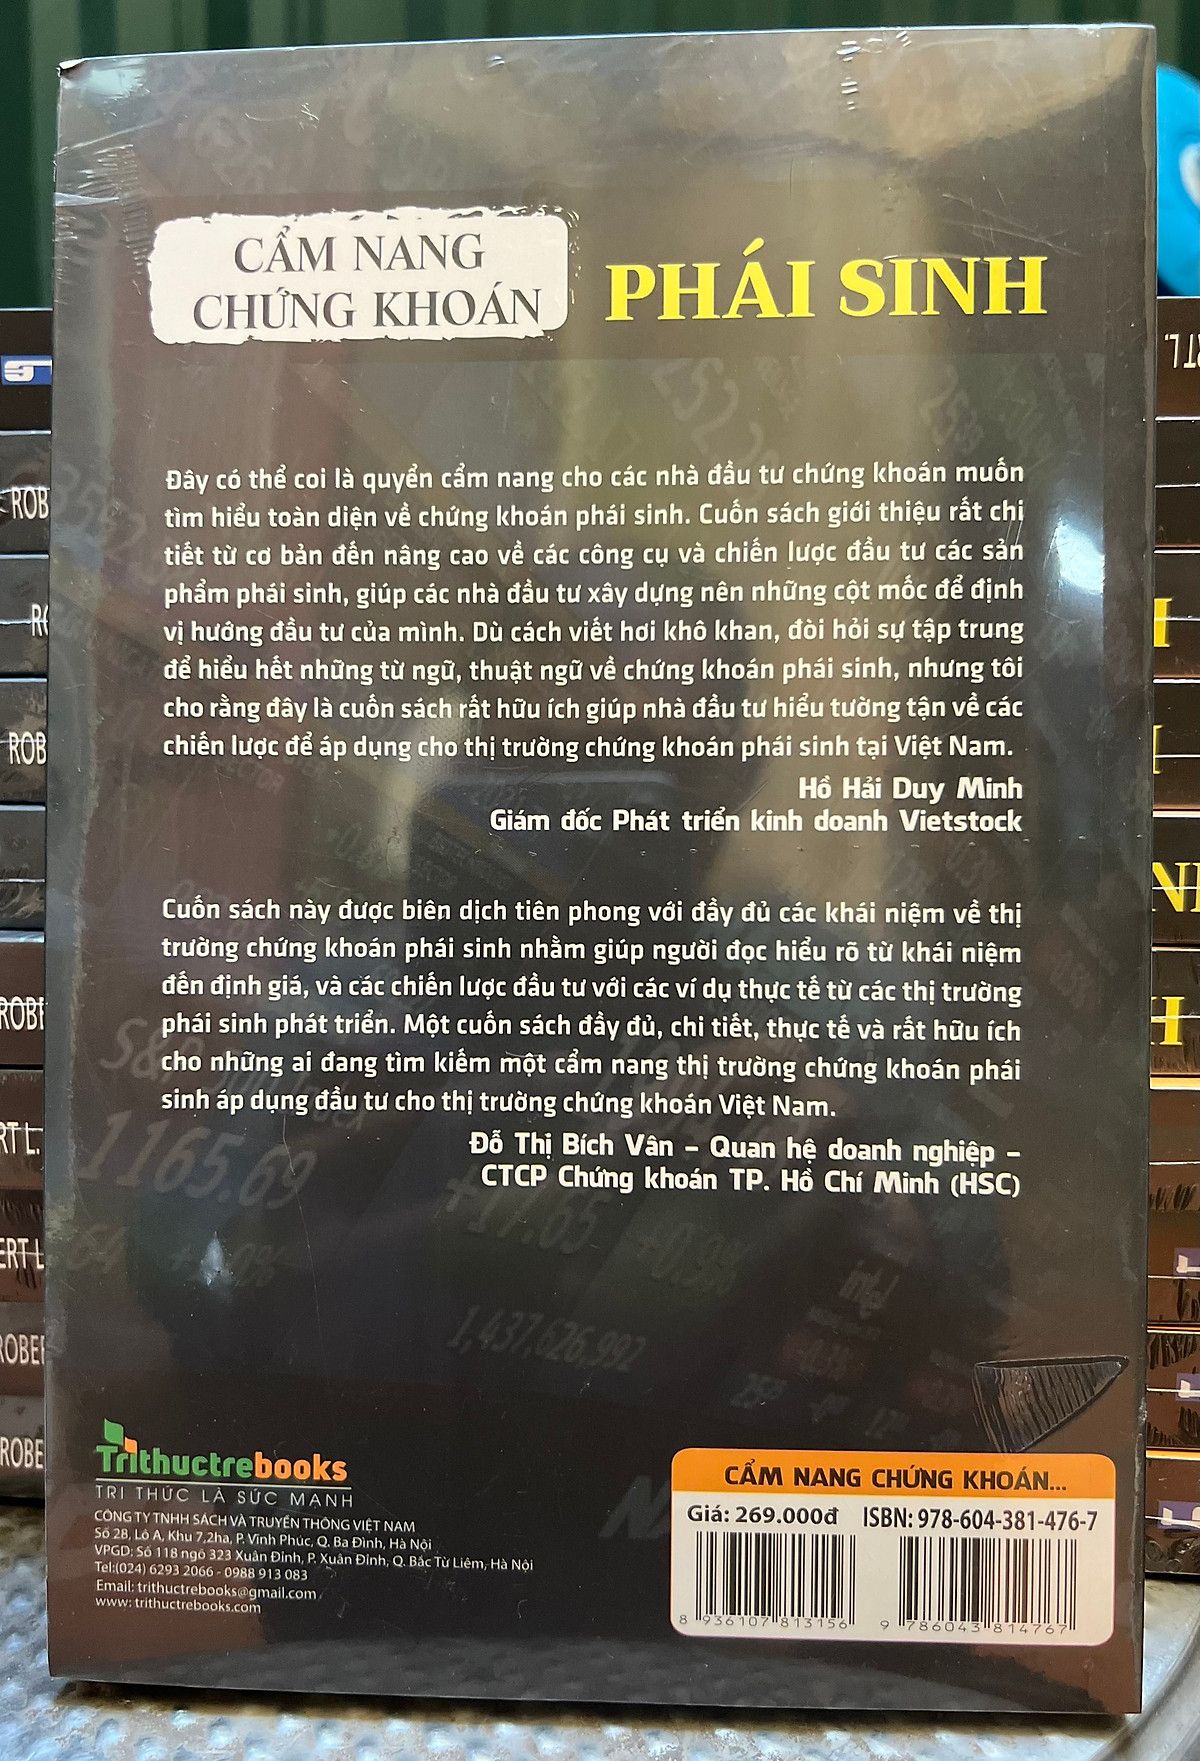 CẨM NANG
CHỨNG KHOÁN
PHÁI SINH
Đây có thể coi là quyển cẩm nang cho các nhà đầu tư chứng khoán muốn
tìm hiểu toàn diện về chứng khoán phái sinh. Cuốn sách giới thiệu rất chi
tiết từ cơ bản đến nâng cao về các công cụ và chiến lược đầu tư các sản
phẩm phái sinh, giúp các nhà đầu tư xây dựng nên những cột mốc để định
vị hướng đầu tư của mình. Dù cách viết hơi khô khan, đòi hỏi sự tập trung
để hiểu hết những từ ngữ, thuật ngữ về chứng khoán phái sinh, nhưng tôi
cho rằng đây là cuốn sách rất hữu ích giúp nhà đầu tư hiểu tường tận về các
chiến lược để áp dụng cho thị trường chứng khoán phái sinh tại Việt Nam.
Hồ Hải Duy Minh
Giám đốc Phát triển kinh doanh Vietstock
Cuốn sách này được biên dịch tiên phong với đầy đủ các khái niệm về thị
trường chứng khoán phái sinh nhằm giúp người đọc hiểu rõ từ khái niệm
đến định giá, và các chiến lược đầu tư với các ví dụ thực tế từ các thị trường
phái sinh phát triển. Một cuốn sách đầy đủ, chi tiết, thực tế và rất hữu ích
cho những ai đang tìm kiếm một cẩm nang thị trường chứng khoán phái
sinh áp dụng đầu tư cho thị trường chứng khoán Việt Nam.
Đỗ Thị Bích Vân – Quan hệ doanh nghiệp –
CTCP Chứng khoán TP. Hồ Chí Minh (HSC)
1165.69
+17.65
1,437,626,992
Trithuctrebooks
TRI THỨC LÀ SỨC MẠNH
CÔNG TY TNHH SÁCH VÀ TRUYỀN THÔNG VIỆT NAM
Số 28, Lô A, Khu 7,2ha, P. Vĩnh Phúc, Q. Ba Đình, Hà Nội
VPGD: Số 118 ngõ 323 Xuân Đỉnh, P. Xuân Đỉnh, Q. Bắc Từ Liêm, Hà Nội
Tel:(024) 6293 2066 - 0988 913 083
Email: trithuctrebooks@gmail.com
www: trithuctrebooks.com
CẨM NANG CHỨNG KHOÁN...
Giá: 269.000đ ISBN: 978-604-381-476-7
8 936107 813156
9 786043 814767